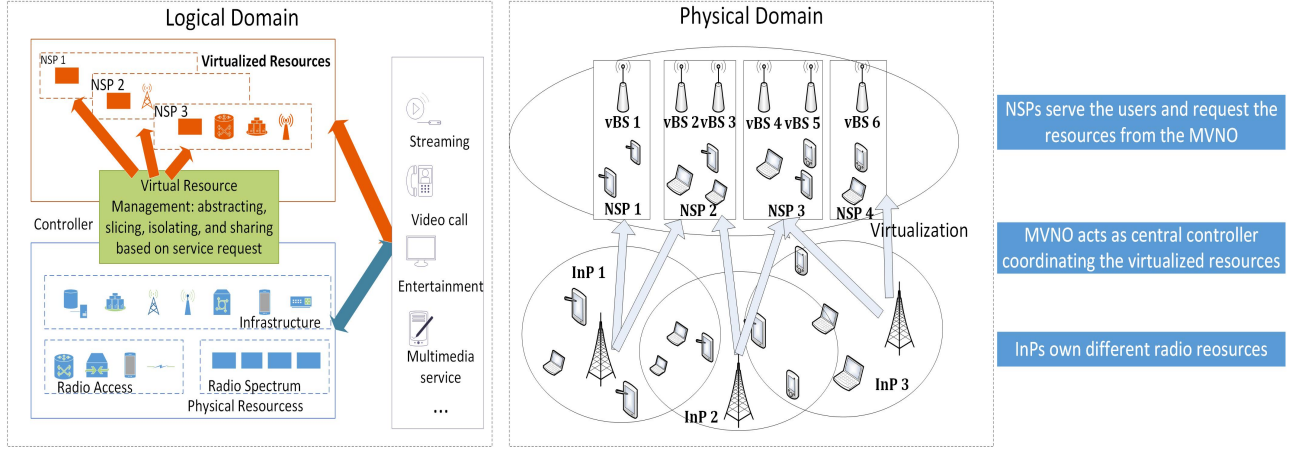 Logical Domain
NSP 1
Virtualized Resources
NSP 2
NSP 3
Virtual Resource
Management: abstracting,
slicing, isolating, and sharing
based on service request
Controller
Infrastructure
Radio Access
Radio Spectrum
Physical Resourcess
Streaming
Video call
Entertainment
Multimedia
service
...
Physical Domain
vBS 1
vBS 2
vBS 3
vBS 4
vBS 5
vBS 6
NSP 1
NSP 2
NSP 3
NSP 4
Virtualization
InP 1
InP 2
InP 3
NSPs serve the users and request the
resources from the MVNO
MVNO acts as central controller
coordinating the virtualized resources
InPs own different radio reosurces